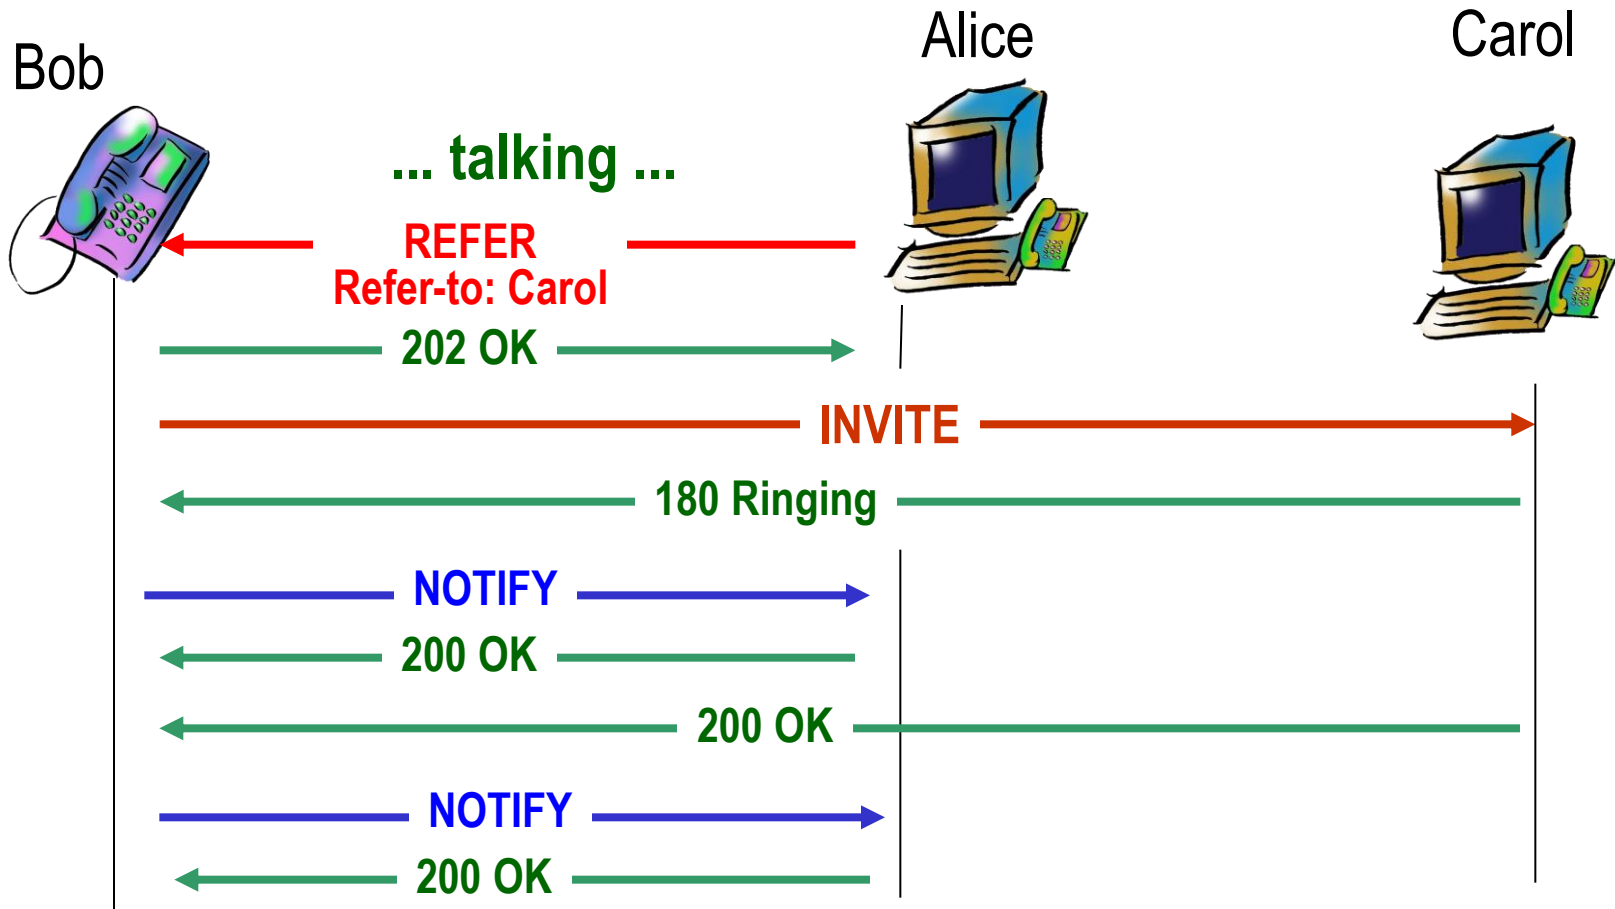 Bob
Alice
Carol
... talking ...
REFER
Refer-to: Carol
202 OK
INVITE
180 Ringing
NOTIFY
200 OK
200 OK
NOTIFY
200 OK